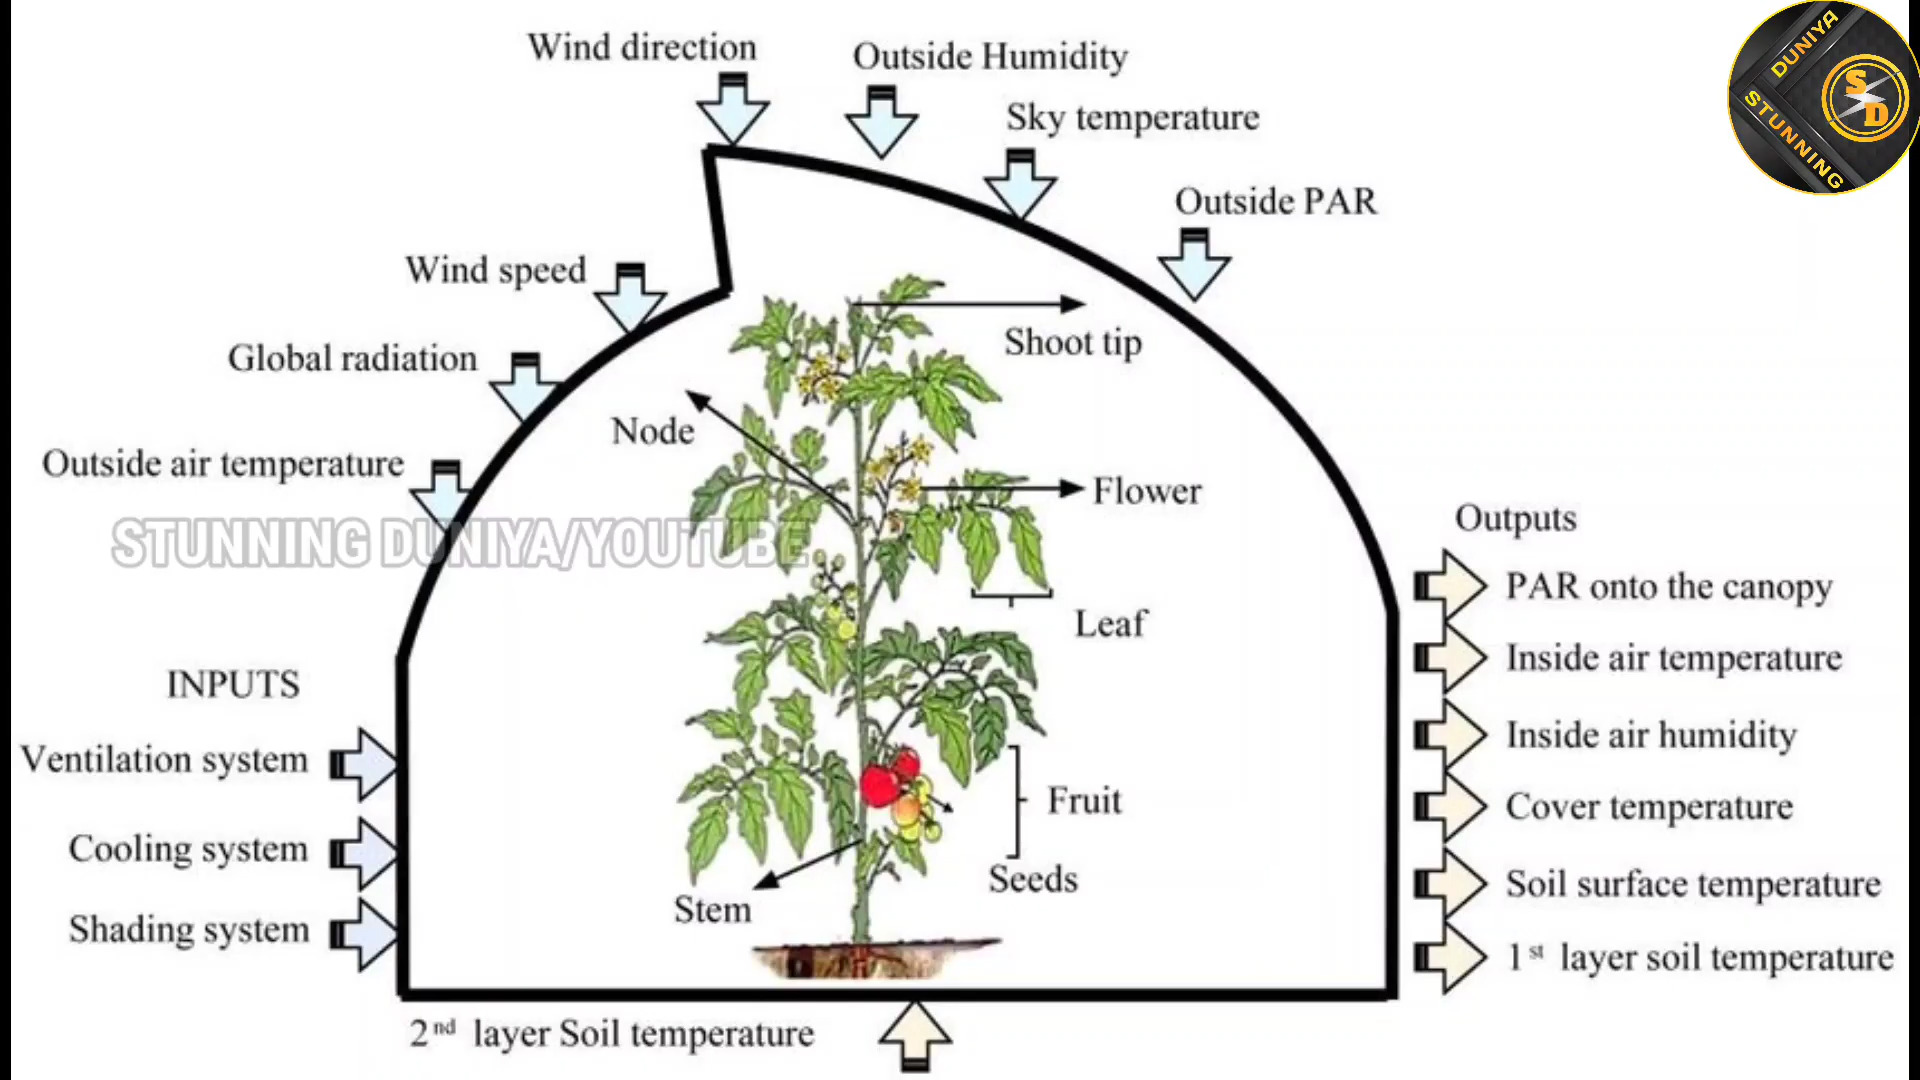 Wind direction
Outside Humidity
Sky temperature
Outside PAR
Wind speed
Global radiation
Outside air temperature
Shoot tip
Node
Flower
Leaf
Fruit
Seeds
Stem
INPUTS
Ventilation system
Cooling system
Shading system
2nd layer Soil temperature
Outputs
PAR onto the canopy
Inside air temperature
Inside air humidity
Cover temperature
Soil surface temperature
1st layer soil temperature
STUNNING DUNIYA/YOUTUBE
DUNIYA
STUNNING
SD